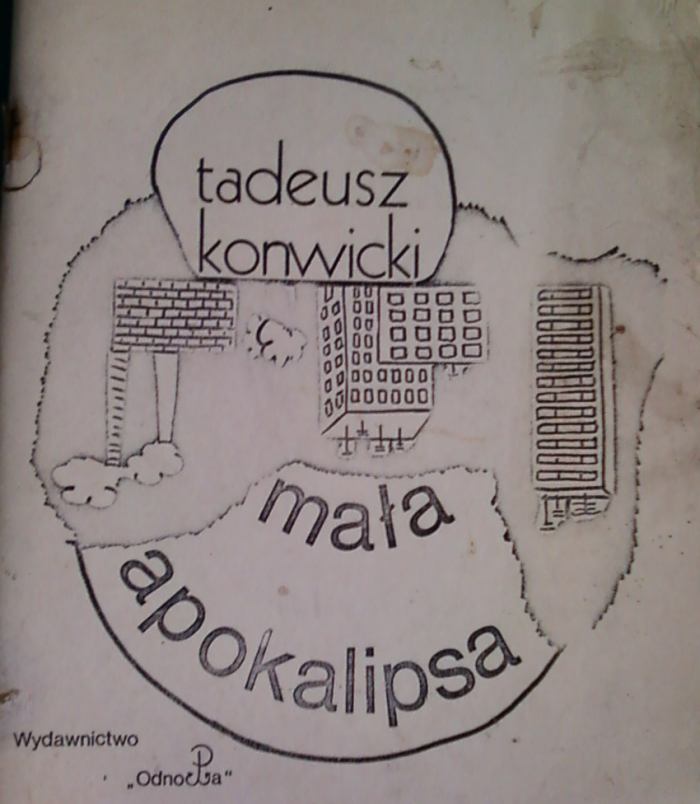 tadeusz
konwicki
mała
apokalipsa
Wydawnictwo
„Odnowa“